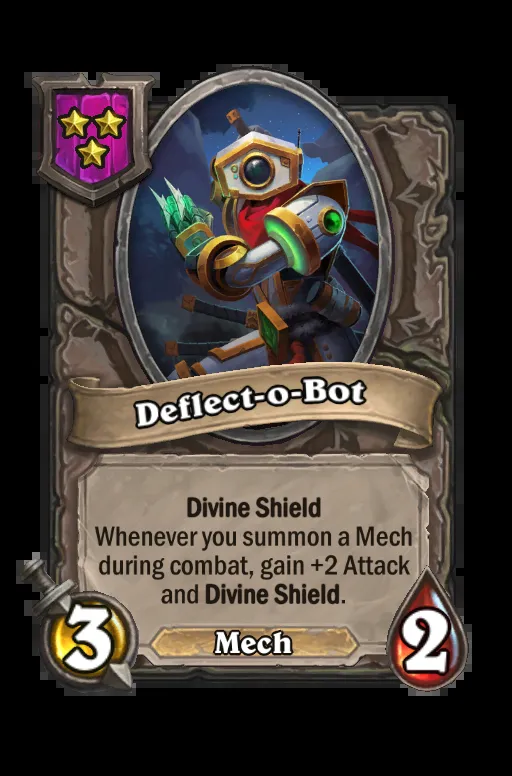 Deflect-o-Bot
Divine Shield
Whenever you summon a Mech
during combat, gain +2 Attack
and Divine Shield.
3
Mech
2